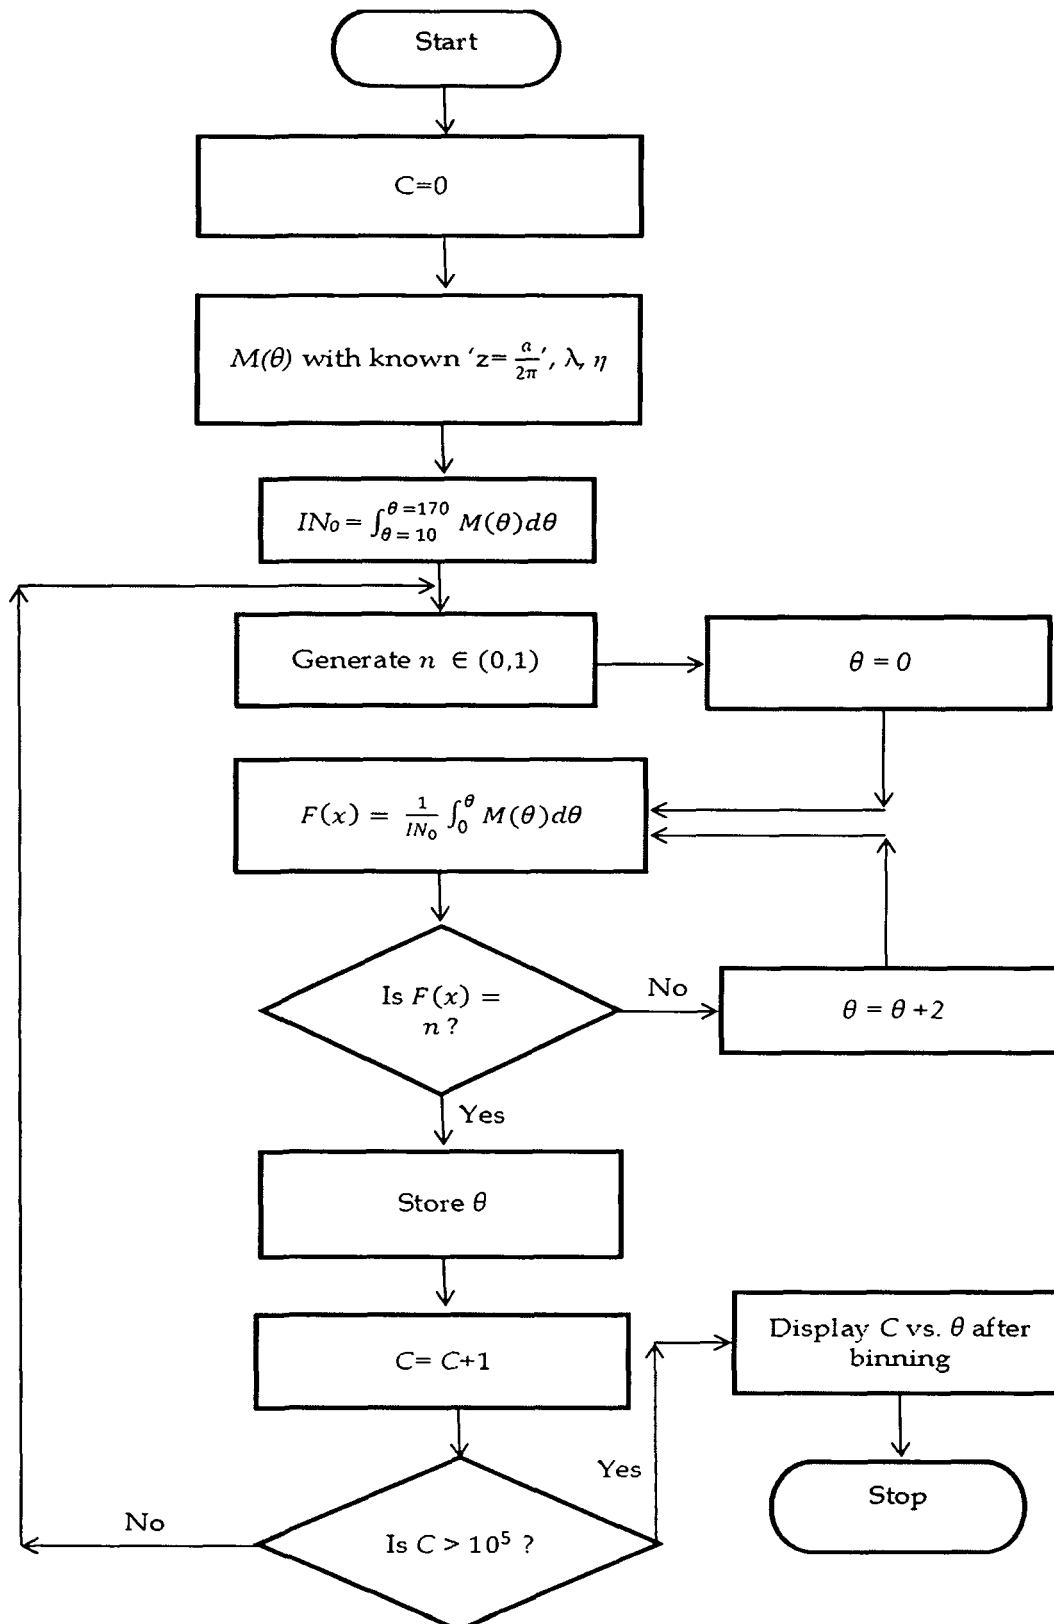 Start
C=0
M(θ) with known ‘z= a/2π’, λ, η
IN₀ = ∫_{θ = 10}^{θ =170} M(θ)dθ
Generate n ∈ (0,1)
θ = 0
F(x) = 1/IN₀ ∫_0^θ M(θ)dθ
Is F(x) =
n ?
No
θ = θ +2
Yes
Store θ
C= C+1
Display C vs. θ after
binning
Yes
Stop
No
Is C > 10⁵ ?